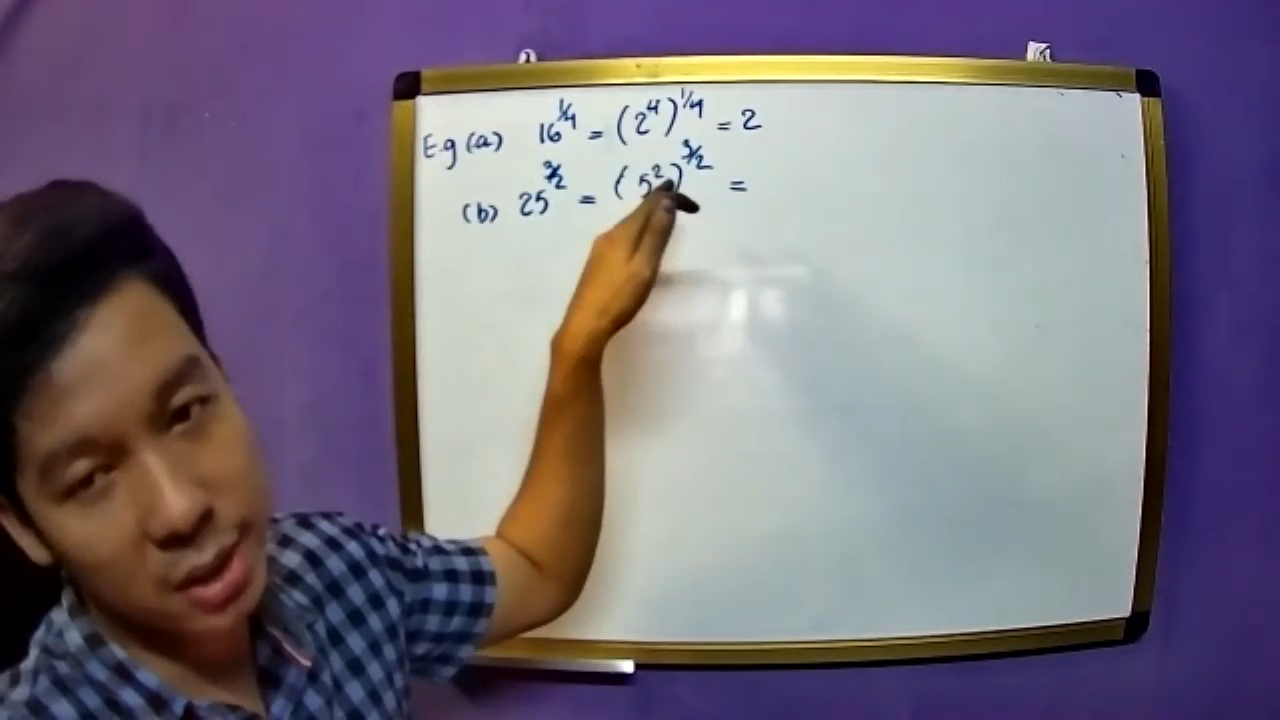 E.g (a) 16^1/4 = (2^4)^1/4 = 2
(b) 25^3/2 = (5^2)^3/2 =